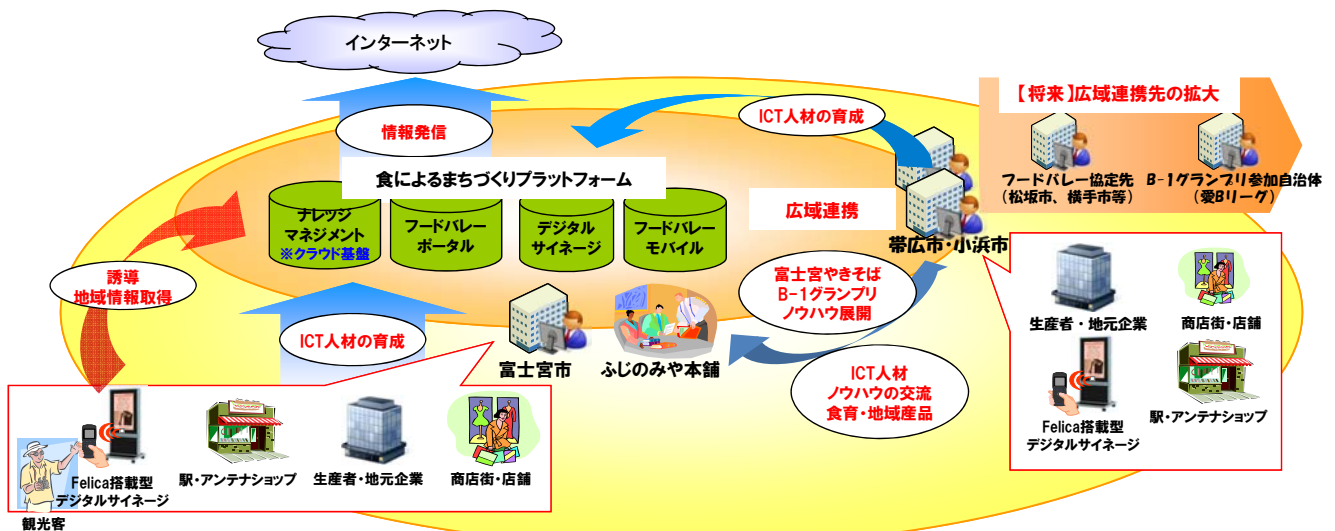 インターネット
情報発信
ICT人材の育成
【将来】広域連携先の拡大
フードバレー協定先
(松坂市、横手市等)
B-1グランプリ参加自治体
(愛Bリーグ)
食によるまちづくりプラットフォーム
ナレッジ
マネジメント
※クラウド基盤
フードバレー
ポータル
デジタル
サイネージ
フードバレー
モバイル
広域連携
帯広市・小浜市
誘導
地域情報取得
富士宮やきそば
B-1グランプリ
ノウハウ展開
ICT人材の育成
富士宮市
ふじのみや本舗
ICT人材
ノウハウの交流
食育・地域産品
生産者・地元企業
商店街・店舗
Felica搭載型
デジタルサイネージ
駅・アンテナショップ
Felica搭載型
デジタルサイネージ
駅・アンテナショップ
生産者・地元企業
商店街・店舗
観光客